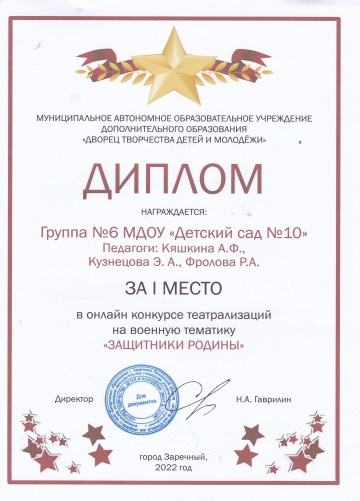 МУНИЦИПАЛЬНОЕ АВТОНОМНОЕ ОБРАЗОВАТЕЛЬНОЕ УЧРЕЖДЕНИЕ
ДОПОЛНИТЕЛЬНОГО ОБРАЗОВАНИЯ
«ДВОРЕЦ ТВОРЧЕСТВА ДЕТЕЙ И МОЛОДЁЖИ»
ДИПЛОМ
НАГРАЖДАЕТСЯ:
Группа №6 МДОУ «Детский сад №10»
Педагоги: Кяшкина А.Ф.,
Кузнецова Э. А., Фролова Р.А.
ЗА I МЕСТО
в онлайн конкурсе театрализаций
на военную тематику
«ЗАЩИТНИКИ РОДИНЫ»
Для
документов
Директор Н.А. Гаврилин
город Заречный,
2022 год